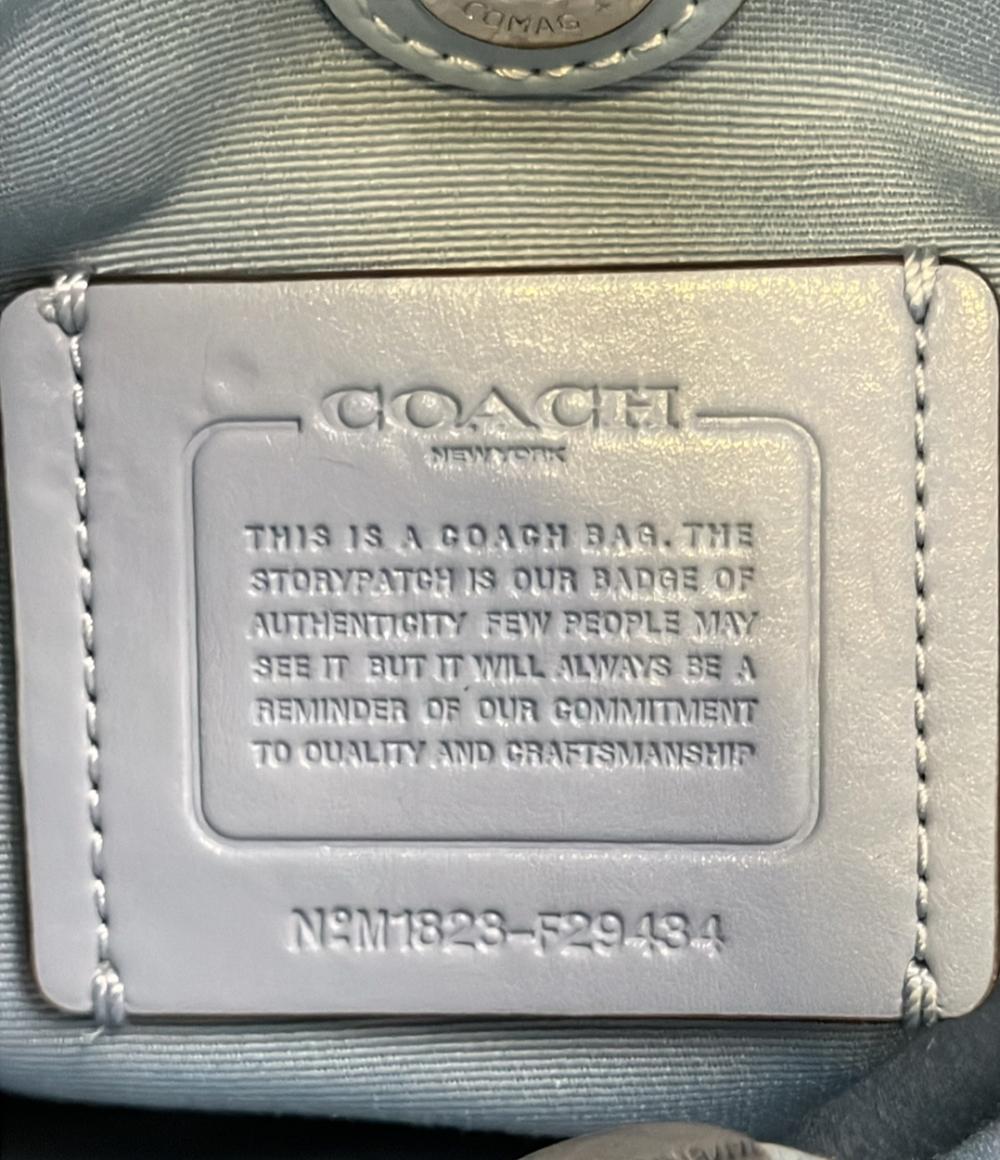 COMAG
COACH
NEW YORK
THIS IS A COACH BAG. THE
STORYPATCH IS OUR BADGE OF
AUTHENTICITY FEW PEOPLE MAY
SEE IT BUT IT WILL ALWAYS BE A
REMINDER OF OUR COMMITMENT
TO QUALITY AND CRAFTSMANSHIP
NºM1823-F29434